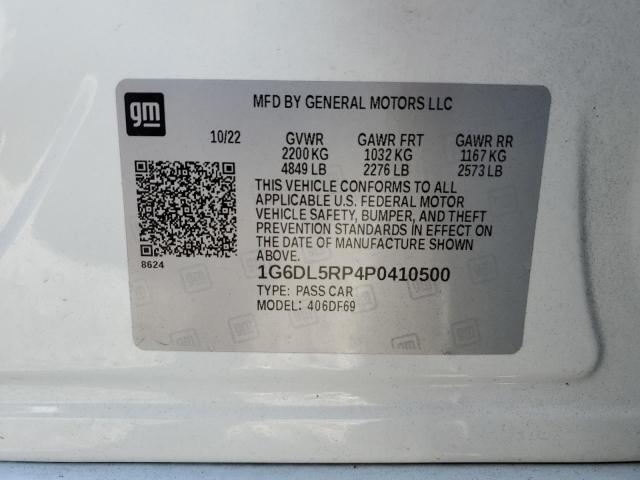 gm
MFD BY GENERAL MOTORS LLC
10/22 GVWR GAWR FRT GAWR RR
2200 KG 1032 KG 1167 KG
4849 LB 2276 LB 2573 LB
THIS VEHICLE CONFORMS TO ALL
APPLICABLE U.S. FEDERAL MOTOR
VEHICLE SAFETY, BUMPER, AND THEFT
PREVENTION STANDARDS IN EFFECT ON
THE DATE OF MANUFACTURE SHOWN
ABOVE.
8624
1G6DL5RP4P0410500
TYPE: PASS CAR
MODEL: 406DF69